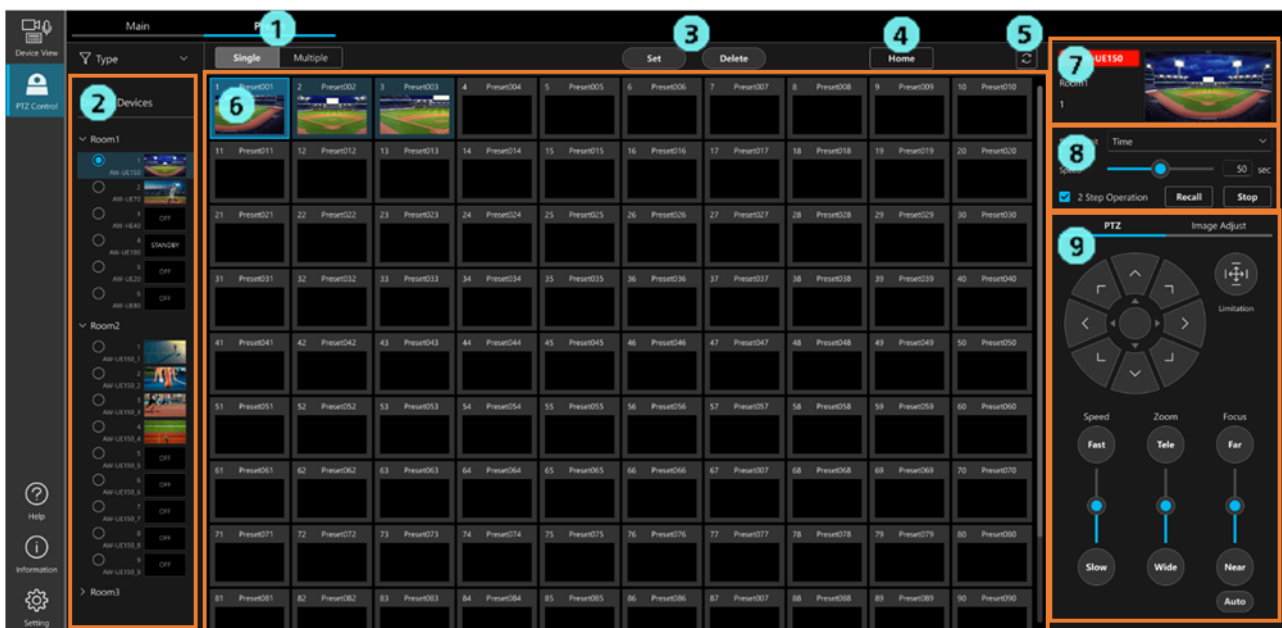 Main
1
Device View
Type
Single Multiple
3
Set Delete
4
Home
5
PTZ Control
2 Devices
Room1
1
AW-UE150
2
AW-UE70
3
AW-HE40 OFF
4
AW-UE100 STANDBY
5
AW-UE20 OFF
6
AW-UE80 OFF
Room2
1
AW-UE150_1
2
AW-UE150_2
3
AW-UE150_3
4
AW-UE150_4
5
AW-UE150_5 OFF
6
AW-UE150_6 OFF
7
AW-UE150_7 OFF
8
AW-UE150_8 OFF
9
AW-UE150_9 OFF
Room3
Help
Information
Setting
6
1 Preset001 2 Preset002 3 Preset003 4 Preset004 5 Preset005 6 Preset006 7 Preset007 8 Preset008 9 Preset009 10 Preset010
11 Preset011 12 Preset012 13 Preset013 14 Preset014 15 Preset015 16 Preset016 17 Preset017 18 Preset018 19 Preset019 20 Preset020
21 Preset021 22 Preset022 23 Preset023 24 Preset024 25 Preset025 26 Preset026 27 Preset027 28 Preset028 29 Preset029 30 Preset030
31 Preset031 32 Preset032 33 Preset033 34 Preset034 35 Preset035 36 Preset036 37 Preset037 38 Preset038 39 Preset039 40 Preset040
41 Preset041 42 Preset042 43 Preset043 44 Preset044 45 Preset045 46 Preset046 47 Preset047 48 Preset048 49 Preset049 50 Preset050
51 Preset051 52 Preset052 53 Preset053 54 Preset054 55 Preset055 56 Preset056 57 Preset057 58 Preset058 59 Preset059 60 Preset060
61 Preset061 62 Preset062 63 Preset063 64 Preset064 65 Preset065 66 Preset066 67 Preset067 68 Preset068 69 Preset069 70 Preset070
71 Preset071 72 Preset072 73 Preset073 74 Preset074 75 Preset075 76 Preset076 77 Preset077 78 Preset078 79 Preset079 80 Preset080
81 Preset081 82 Preset082 83 Preset083 84 Preset084 85 Preset085 86 Preset086 87 Preset087 88 Preset088 89 Preset089 90 Preset090
7
UE150
Room1
1
8
Time
Speed 50 sec
2 Step Operation Recall Stop
PTZ Image Adjust
9
Limitation
Speed Zoom Focus
Fast Tele Far
Slow Wide Near
Auto